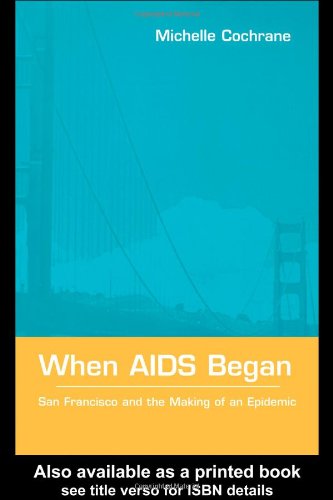 Michelle Cochrane
When AIDS Began
San Francisco and the Making of an Epidemic
Also available as a printed book
see title verso for ISBN details